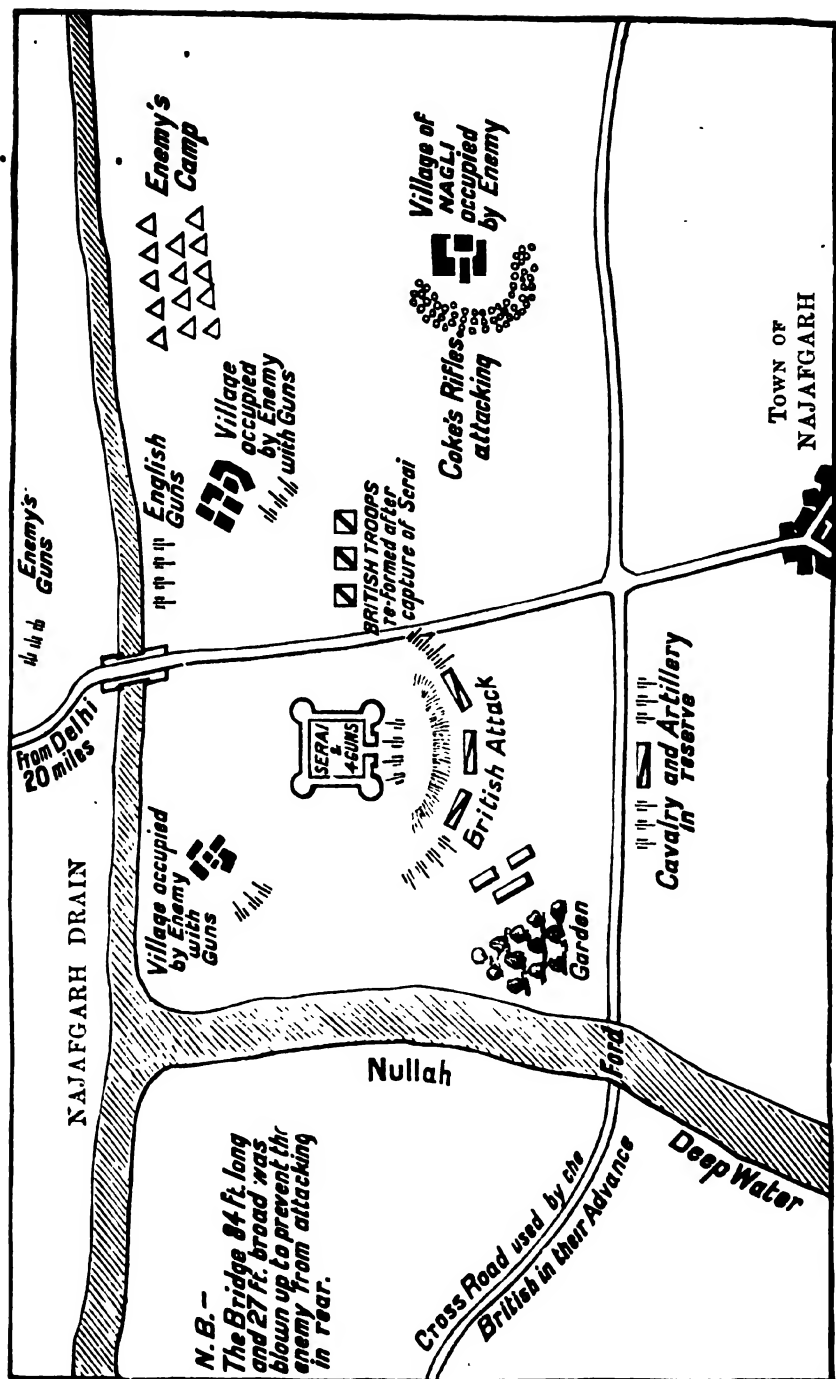 Enemy's
Guns
From Delhi
20 miles
NAJAFGARH DRAIN
English
Guns
Enemy's
Camp
Village
occupied
by Enemy
with Guns
Village occupied
by Enemy
with
Guns
SERAI
&
4 GUNS
BRITISH TROOPS
re-formed after
capture of Serai
Village of
NAGLI
occupied
by Enemy
Coke's Rifles
attacking
British Attack
Garden
Nullah
Ford
Deep Water
Cavalry and Artillery
in reserve
TOWN OF
NAJAFGARH
Cross Road used by the
British in their Advance
N.B.-
The Bridge 84 ft. long
and 27 ft. broad was
blown up to prevent thr
enemy from attacking
in rear.